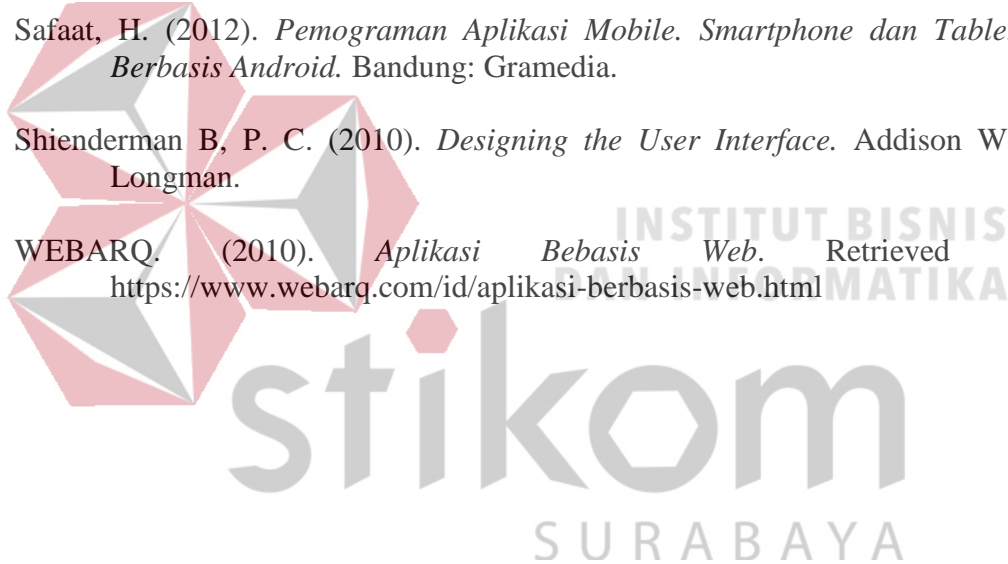 Safaat, H. (2012). Pemograman Aplikasi Mobile. Smartphone dan Table
Berbasis Android. Bandung: Gramedia.
Shienderman B, P. C. (2010). Designing the User Interface. Addison W
Longman.
WEBARQ. (2010). Aplikasi Bebasis Web. Retrieved
https://www.webarq.com/id/aplikasi-berbasis-web.html
INSTITUT BISNIS
DAN INFORMATIKA
stikom
SURABAYA